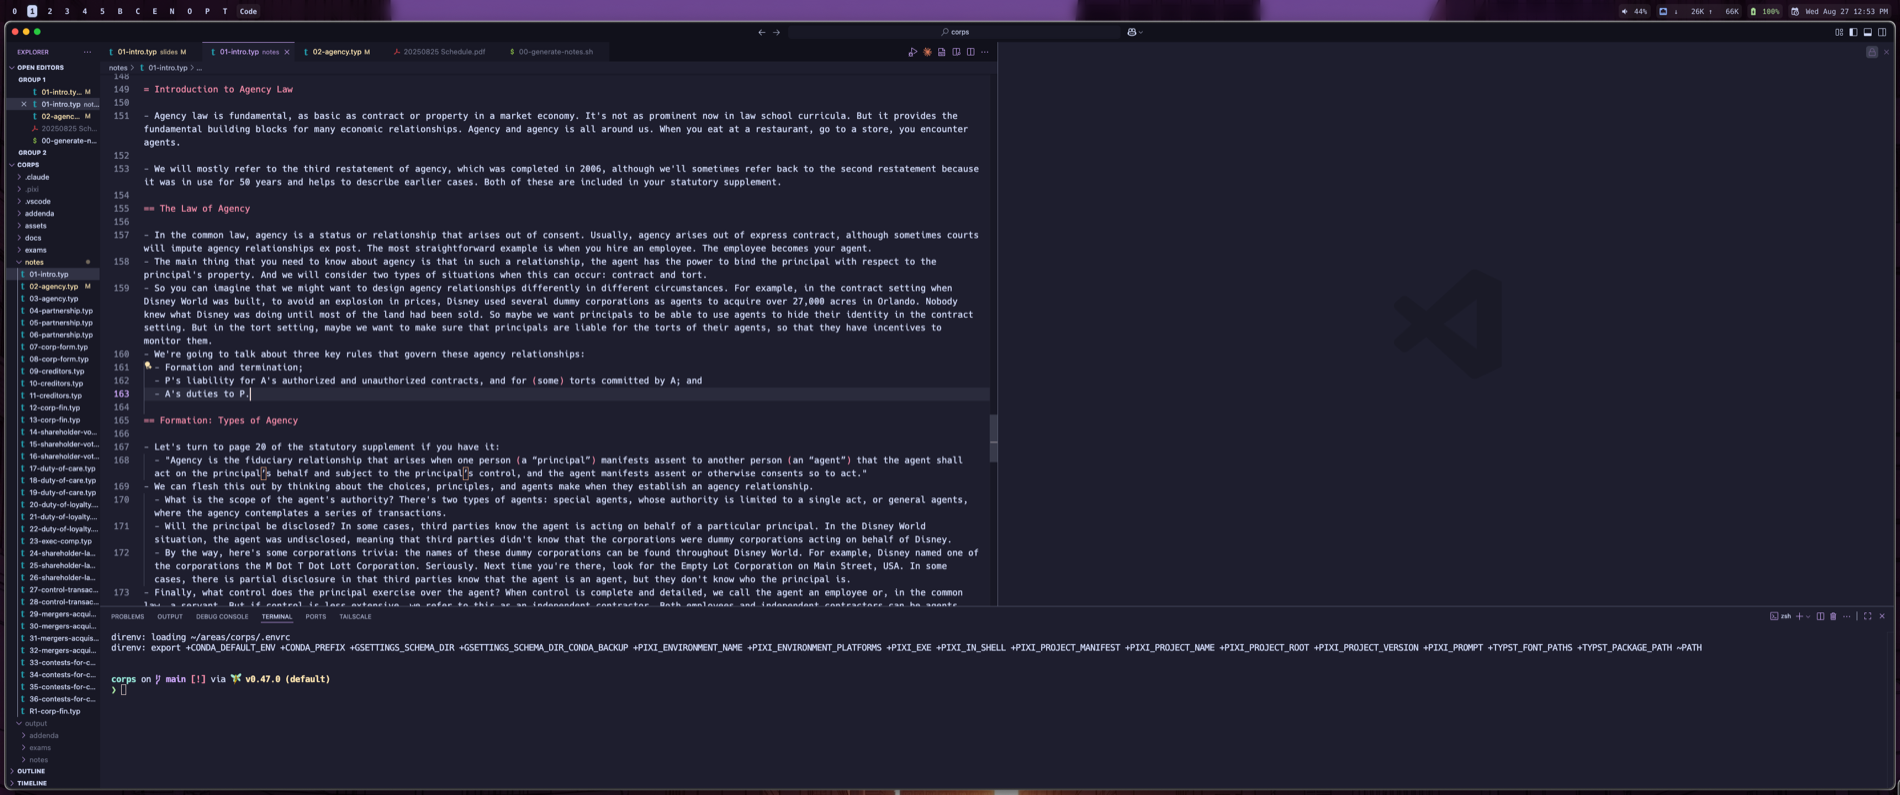 0 1 2 3 4 5 B C E N O P T Code
44% ↓ 26K ↑ 66K 100% Wed Aug 27 12:53 PM
corps
EXPLORER
OPEN EDITORS
GROUP 1
01-intro.ty... M
01-intro.typ not...
02-agenc... M
20250825 Sch...
00-generate-n...
GROUP 2
CORPS
.claude
.pixi
.vscode
addenda
assets
docs
exams
notes
01-intro.typ
02-agency.typ M
03-agency.typ
04-partnership.typ
05-partnership.typ
06-partnership.typ
07-corp-form.typ
08-corp-form.typ
09-creditors.typ
10-creditors.typ
11-creditors.typ
12-corp-fin.typ
13-corp-fin.typ
14-shareholder-vo...
15-shareholder-vot...
16-shareholder-vot...
17-duty-of-care.typ
18-duty-of-care.typ
19-duty-of-care.typ
20-duty-of-loyalty....
21-duty-of-loyalty....
22-duty-of-loyalty...
23-exec-comp.typ
24-shareholder-la...
25-shareholder-la...
26-shareholder-la...
27-control-transac...
28-control-transac...
29-mergers-acqui...
30-mergers-acqui...
31-mergers-acquis...
32-mergers-acqui...
33-contests-for-c...
34-contests-for-c...
35-contests-for-c...
36-contests-for-c...
R1-corp-fin.typ
output
addenda
exams
notes
OUTLINE
TIMELINE
01-intro.typ slides M
01-intro.typ notes
02-agency.typ M
20250825 Schedule.pdf
00-generate-notes.sh
notes > 01-intro.typ > ...
148
149 = Introduction to Agency Law
150
151 - Agency law is fundamental, as basic as contract or property in a market economy. It's not as prominent now in law school curricula. But it provides the
fundamental building blocks for many economic relationships. Agency and agency is all around us. When you eat at a restaurant, go to a store, you encounter
agents.
152
153 - We will mostly refer to the third restatement of agency, which was completed in 2006, although we'll sometimes refer back to the second restatement because
it was in use for 50 years and helps to describe earlier cases. Both of these are included in your statutory supplement.
154
155 == The Law of Agency
156
157 - In the common law, agency is a status or relationship that arises out of consent. Usually, agency arises out of express contract, although sometimes courts
will impute agency relationships ex post. The most straightforward example is when you hire an employee. The employee becomes your agent.
158 - The main thing that you need to know about agency is that in such a relationship, the agent has the power to bind the principal with respect to the
principal's property. And we will consider two types of situations when this can occur: contract and tort.
159 - So you can imagine that we might want to design agency relationships differently in different circumstances. For example, in the contract setting when
Disney World was built, to avoid an explosion in prices, Disney used several dummy corporations as agents to acquire over 27,000 acres in Orlando. Nobody
knew what Disney was doing until most of the land had been sold. So maybe we want principals to be able to use agents to hide their identity in the contract
setting. But in the tort setting, maybe we want to make sure that principals are liable for the torts of their agents, so that they have incentives to
monitor them.
160 - We're going to talk about three key rules that govern these agency relationships:
161 - Formation and termination;
162 - P's liability for A's authorized and unauthorized contracts, and for (some) torts committed by A; and
163 - A's duties to P.
164
165 == Formation: Types of Agency
166
167 - Let's turn to page 20 of the statutory supplement if you have it:
168 - "Agency is the fiduciary relationship that arises when one person (a “principal”) manifests assent to another person (an “agent”) that the agent shall
act on the principal’s behalf and subject to the principal’s control, and the agent manifests assent or otherwise consents so to act."
169 - We can flesh this out by thinking about the choices, principles, and agents make when they establish an agency relationship.
170 - What is the scope of the agent's authority? There's two types of agents: special agents, whose authority is limited to a single act, or general agents,
where the agency contemplates a series of transactions.
171 - Will the principal be disclosed? In some cases, third parties know the agent is acting on behalf of a particular principal. In the Disney World
situation, the agent was undisclosed, meaning that third parties didn't know that the corporations were dummy corporations acting on behalf of Disney.
172 - By the way, here's some corporations trivia: the names of these dummy corporations can be found throughout Disney World. For example, Disney named one of
the corporations the M Dot T Dot Lott Corporation. Seriously. Next time you're there, look for the Empty Lot Corporation on Main Street, USA. In some
cases, there is partial disclosure in that third parties know that the agent is an agent, but they don't know who the principal is.
173 - Finally, what control does the principal exercise over the agent? When control is complete and detailed, we call the agent an employee or, in the common
law, a servant. But if control is less extensive, we refer to this as an independent contractor. Both employees and independent contractors can be agents
PROBLEMS OUTPUT DEBUG CONSOLE TERMINAL PORTS TAILSCALE
zsh
direnv: loading ~/areas/corps/.envrc
direnv: export +CONDA_DEFAULT_ENV +CONDA_PREFIX +GSETTINGS_SCHEMA_DIR +GSETTINGS_SCHEMA_DIR_CONDA_BACKUP +PIXI_ENVIRONMENT_NAME +PIXI_ENVIRONMENT_PLATFORMS +PIXI_EXE +PIXI_IN_SHELL +PIXI_PROJECT_MANIFEST +PIXI_PROJECT_NAME +PIXI_PROJECT_ROOT +PIXI_PROJECT_VERSION +PIXI_PROMPT +TYPST_FONT_PATHS +TYPST_PACKAGE_PATH ~PATH
corps on main [!] via v0.47.0 (default)
❯